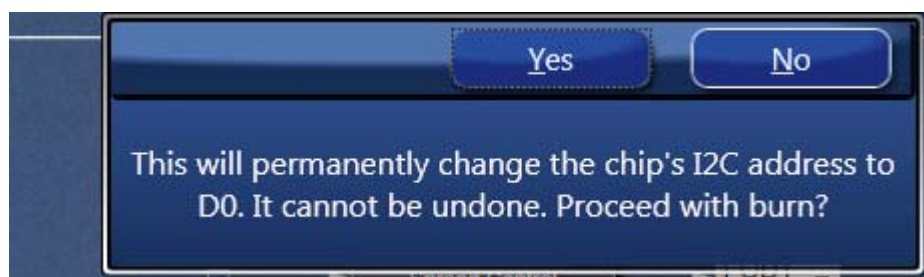 Yes No
This will permanently change the chip's I2C address to
D0. It cannot be undone. Proceed with burn?